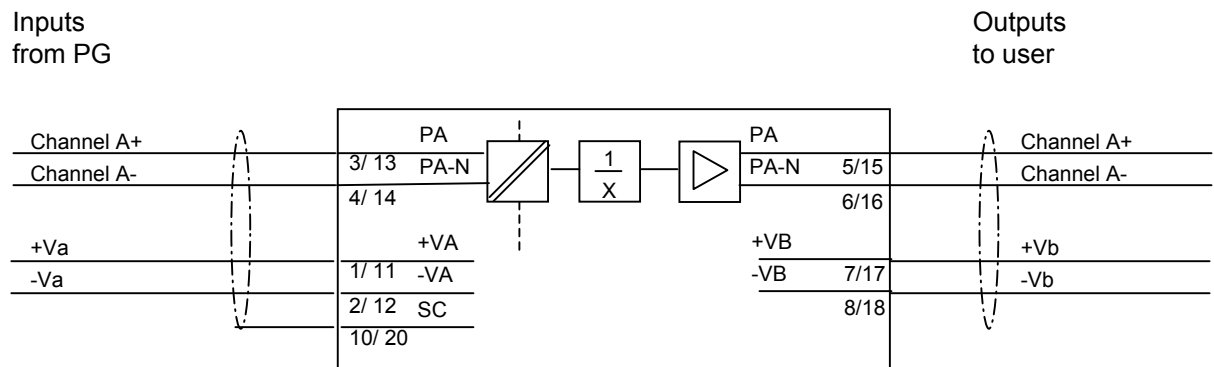 Inputs
from PG
Outputs
to user
Channel A+
PA
PA
Channel A+
3/ 13
PA-N
1
X
PA-N
5/15
Channel A-
Channel A-
4/ 14
6/16
+Va
+VA
+VB
+Vb
1/ 11
-VA
-VB
7/17
-Va
-Vb
2/ 12
SC
8/18
10/ 20